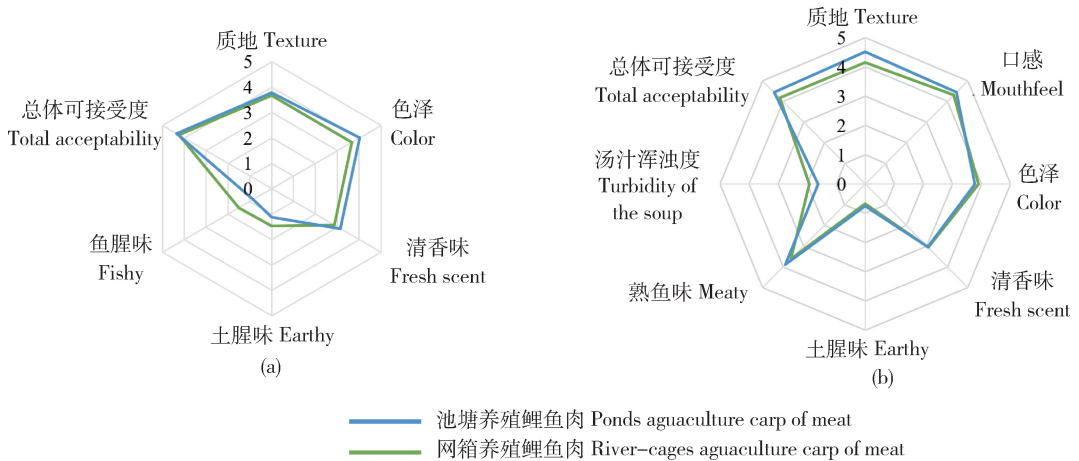 质地 Texture
5
4
3
2
1
0
色泽
Color
清香味
Fresh scent
土腥味 Earthy
鱼腥味
Fishy
总体可接受度
Total acceptability
(a)
质地 Texture
5
4
3
2
1
0
口感
Mouthfeel
色泽
Color
清香味
Fresh scent
土腥味 Earthy
熟鱼味 Meaty
汤汁浑浊度
Turbidity of
the soup
总体可接受度
Total acceptability
(b)
池塘养殖鲤鱼肉 Ponds aguaculture carp of meat
网箱养殖鲤鱼肉 River-cages aguaculture carp of meat